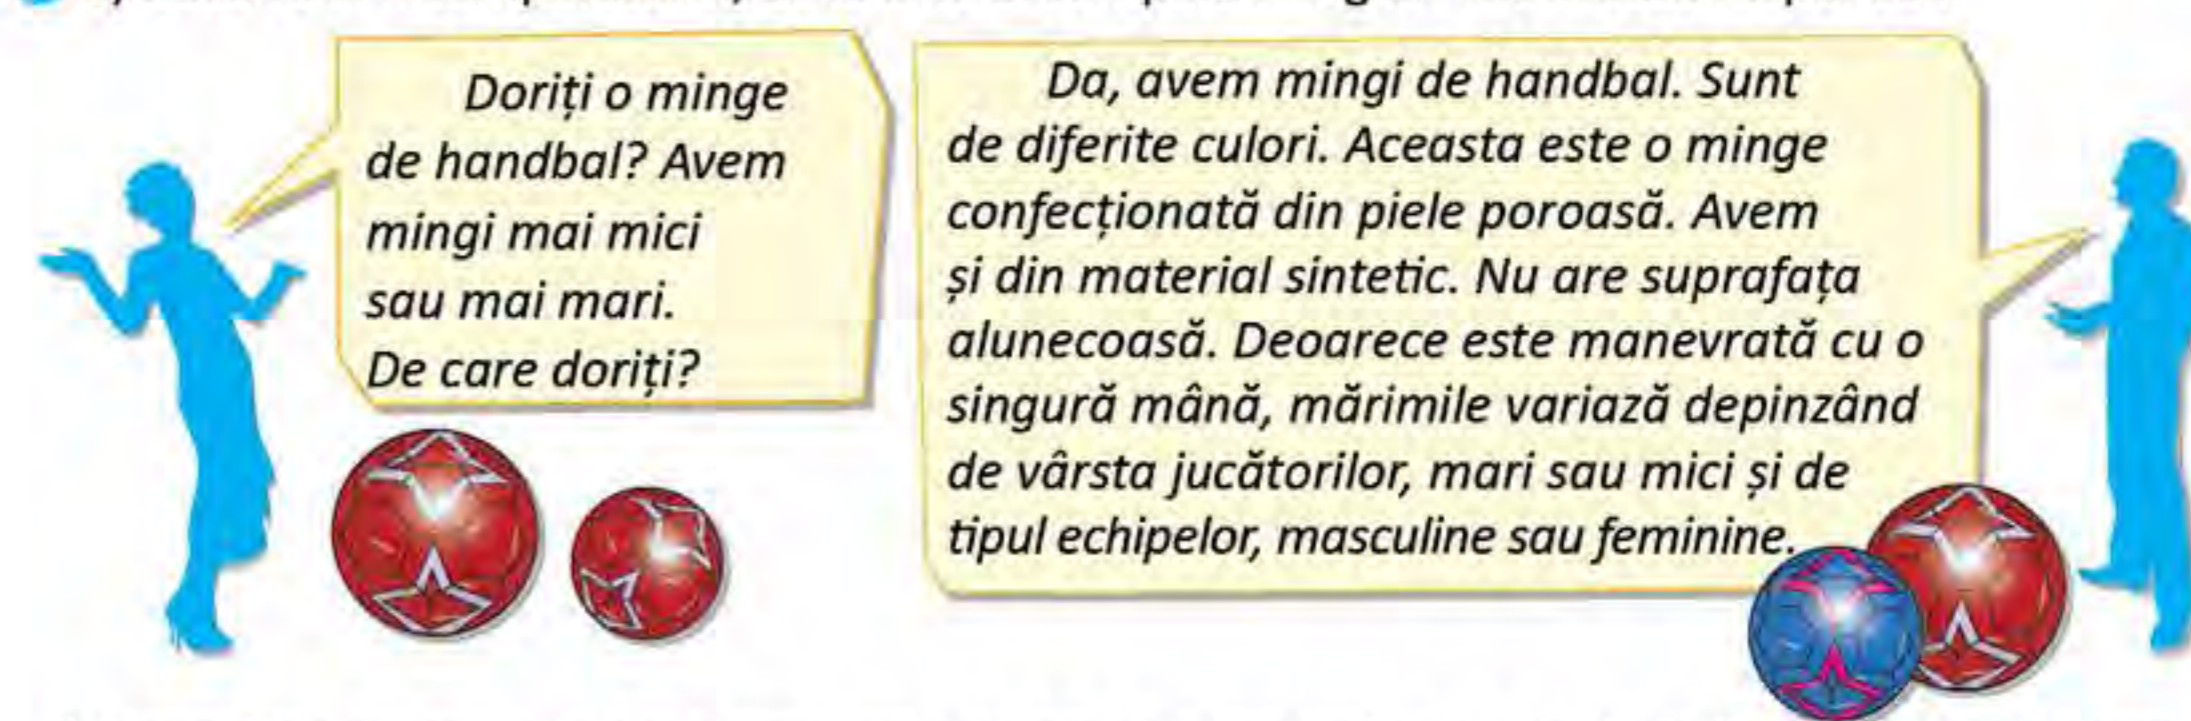 Doriți o minge
de handbal? Avem
mingi mai mici
sau mai mari.
De care doriți?
Da, avem mingi de handbal. Sunt
de diferite culori. Aceasta este o minge
confecționată din piele poroasă. Avem
și din material sintetic. Nu are suprafața
alunecoasă. Deoarece este manevrată cu o
singură mână, mărimile variază depinzând
de vârsta jucătorilor, mari sau mici și de
tipul echipelor, masculine sau feminine.